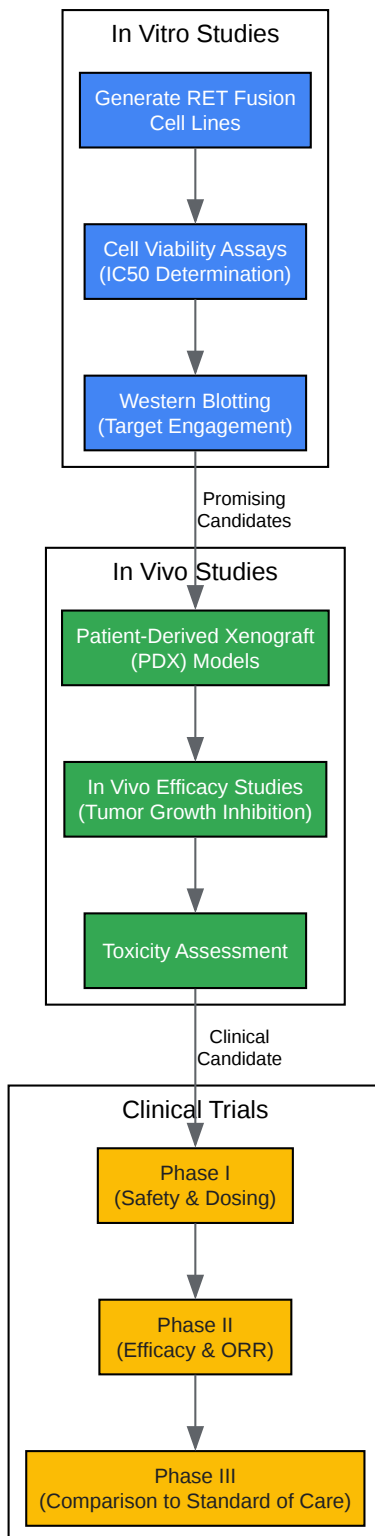 In Vitro Studies
Generate RET Fusion
Cell Lines
Cell Viability Assays
(IC50 Determination)
Western Blotting
(Target Engagement)
Promising
Candidates
In Vivo Studies
Patient-Derived Xenograft
(PDX) Models
In Vivo Efficacy Studies
(Tumor Growth Inhibition)
Toxicity Assessment
Clinical
Candidate
Clinical Trials
Phase I
(Safety & Dosing)
Phase II
(Efficacy & ORR)
Phase III
(Comparison to Standard of Care)